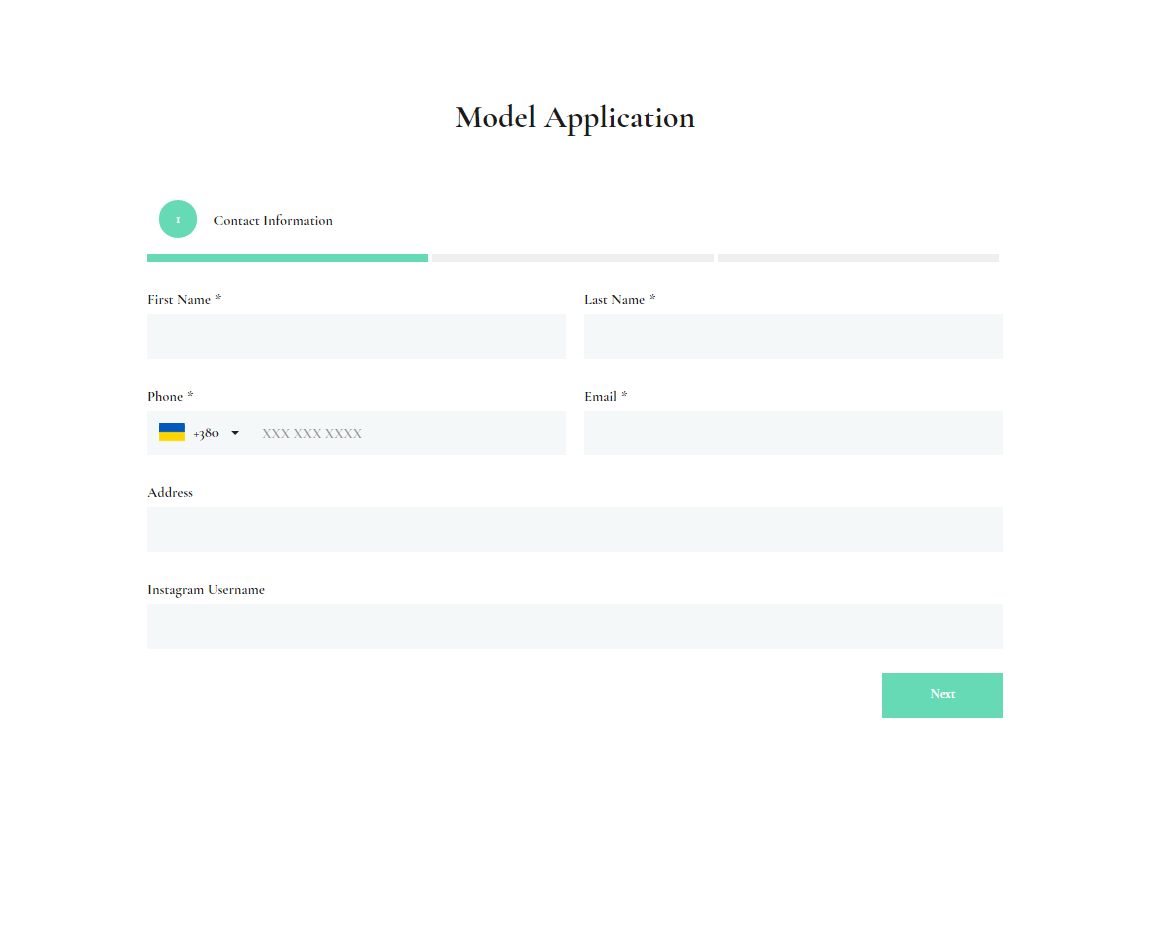 Model Application
1 Contact Information
First Name * Last Name *
Phone * Email *
+380 XXX XXX XXXX
Address
Instagram Username
Next